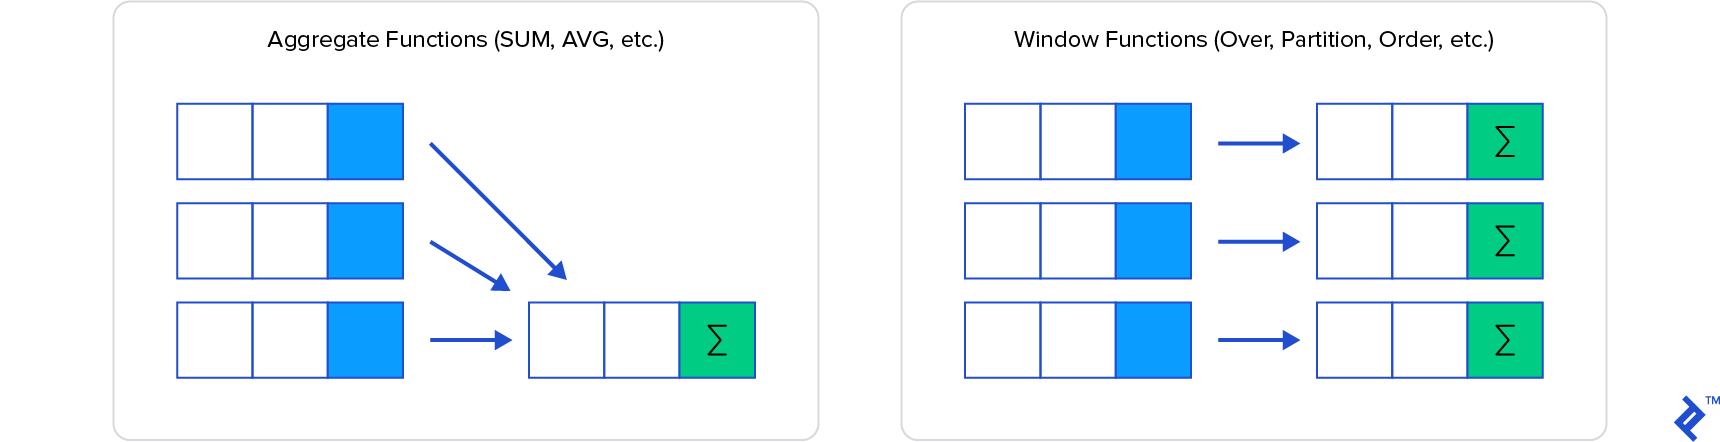 Aggregate Functions (SUM, AVG, etc.)
Window Functions (Over, Partition, Order, etc.)
Σ
Σ
Σ
Σ
TM